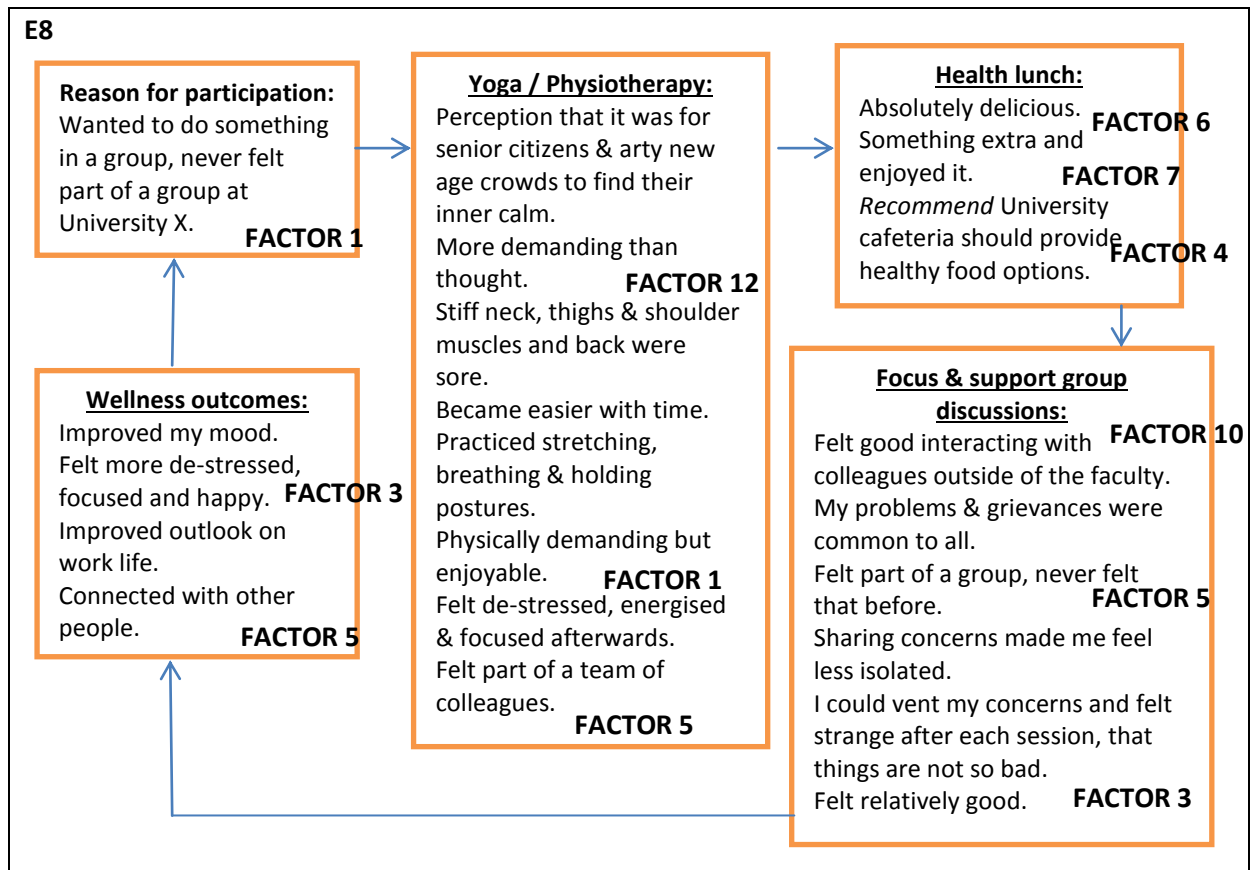 E8
Reason for participation:
Wanted to do something
in a group, never felt
part of a group at
University X.
FACTOR 1
Yoga / Physiotherapy:
Perception that it was for
senior citizens & arty new
age crowds to find their
inner calm.
More demanding than
thought.
FACTOR 12
Stiff neck, thighs & shoulder
muscles and back were
sore.
Became easier with time.
Practiced stretching,
breathing & holding
postures.
Physically demanding but
enjoyable.
FACTOR 1
Felt de-stressed, energised
& focused afterwards.
Felt part of a team of
colleagues.
FACTOR 5
Health lunch:
Absolutely delicious.
FACTOR 6
Something extra and
enjoyed it.
FACTOR 7
Recommend University
cafeteria should provide
healthy food options.
FACTOR 4
Focus & support group
discussions:
FACTOR 10
Felt good interacting with
colleagues outside of the faculty.
My problems & grievances were
common to all.
Felt part of a group, never felt
that before.
FACTOR 5
Sharing concerns made me feel
less isolated.
I could vent my concerns and felt
strange after each session, that
things are not so bad.
Felt relatively good.
FACTOR 3
Wellness outcomes:
Improved my mood.
Felt more de-stressed,
focused and happy.
FACTOR 3
Improved outlook on
work life.
Connected with other
people.
FACTOR 5